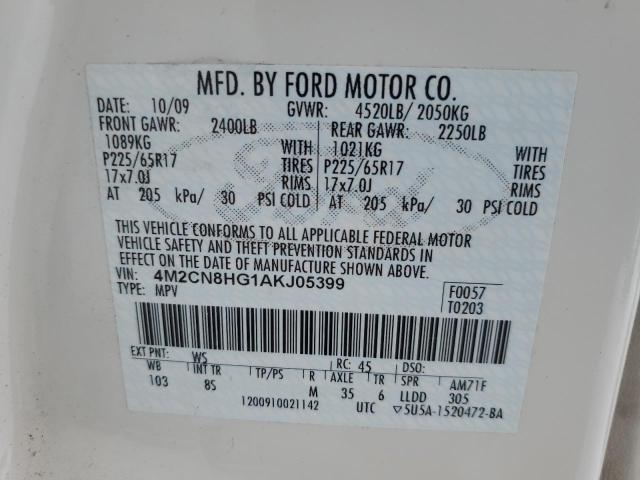 MFD. BY FORD MOTOR CO.
10/09 GVWR: 4520LB/ 2050KG
FRONT GAWR: 2400LB REAR GAWR: 2250LB
1089KG WITH 1021KG WITH
P225/65R17 TIRES P225/65R17 TIRES
17x7.0J RIMS 17x7.0J RIMS
AT 205 kPa/ 30 PSI COLD AT 205 kPa/ 30 PSI COLD
Ford
THIS VEHICLE CONFORMS TO ALL APPLICABLE FEDERAL MOTOR
VEHICLE SAFETY AND THEFT PREVENTION STANDARDS IN
EFFECT ON THE DATE OF MANUFACTURE SHOWN ABOVE.
VIN: 4M2CN8HG1AKJ05399 F0057
TYPE: MPV T0203
EXT PNT: WS RC: 45 DSO:
WB INT TR TP/PS R AXLE TR SPR AM71F
103 8S M 35 6 LLDD 305
1200910021142 UTC ▽5U5A-1520472-BA